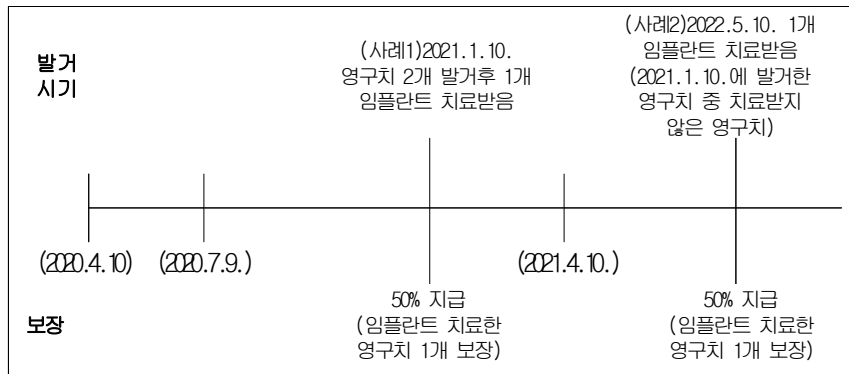 발거
시기
(사례1)2021.1.10.
영구치 2개 발거후 1개
임플란트 치료받음
(사례2)2022.5.10. 1개
임플란트 치료받음
(2021.1.10.에 발거한
영구치 중 치료받지
않은 영구치)
(2020.4.10)
(2020.7.9.)
(2021.4.10.)
보장
50% 지급
(임플란트 치료한
영구치 1개 보장)
50% 지급
(임플란트 치료한
영구치 1개 보장)